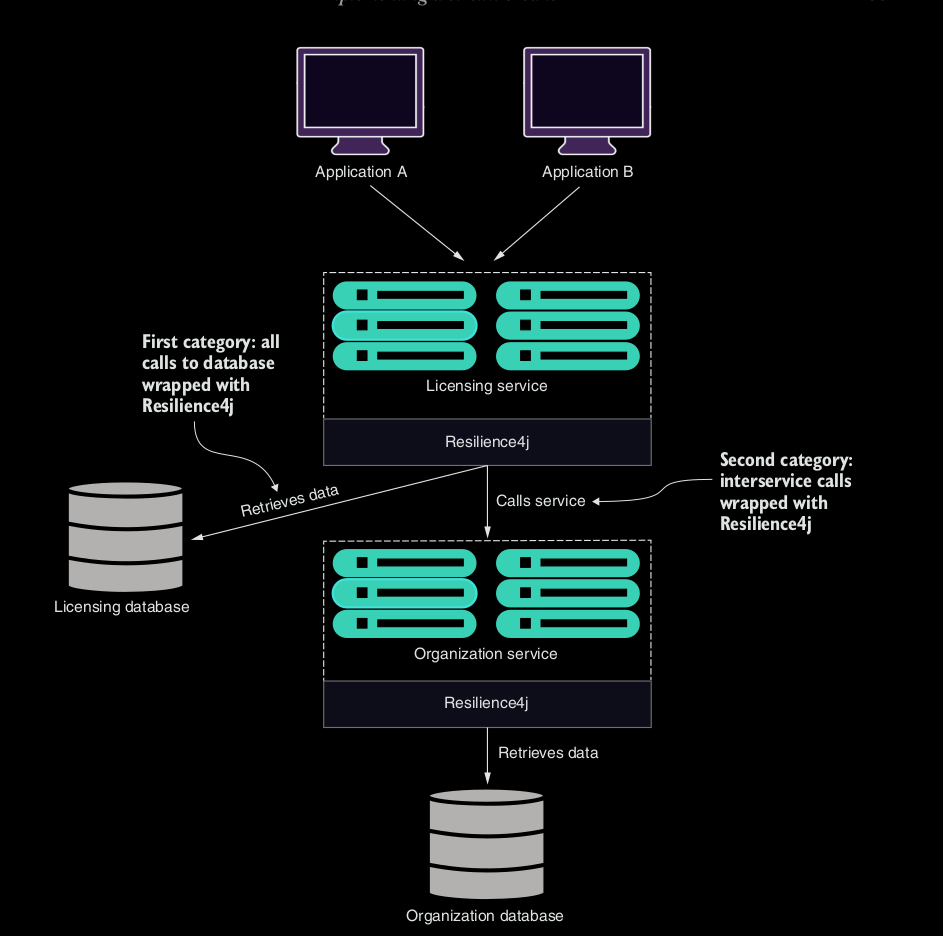 Application A
Application B
Licensing service
Resilience4j
First category: all
calls to database
wrapped with
Resilience4j
Retrieves data
Calls service
Second category:
interservice calls
wrapped with
Resilience4j
Licensing database
Organization service
Resilience4j
Retrieves data
Organization database